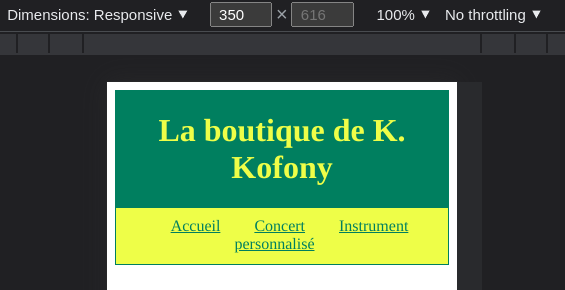 Dimensions: Responsive ▼ 350 × 616 100% ▼ No throttling ▼
La boutique de K.
Kofony
Accueil Concert Instrument
personnalisé